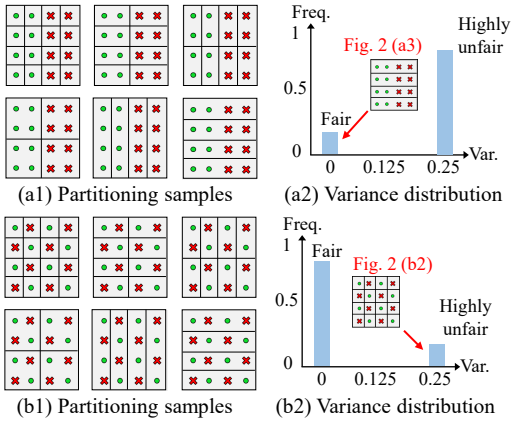 Freq.
1
0.5
0
Fig. 2 (a3)
Highly
unfair
Fair
0
0.125
0.25
Var.
(a1) Partitioning samples
(a2) Variance distribution
Freq.
1
0.5
0
Fair
Fig. 2 (b2)
Highly
unfair
0
0.125
0.25
Var.
(b1) Partitioning samples
(b2) Variance distribution